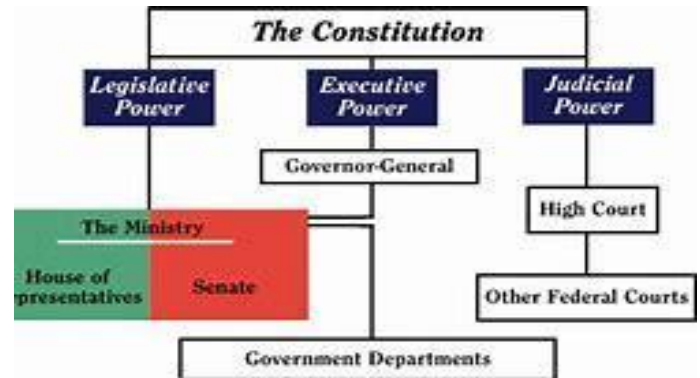 The Constitution
Legislative
Power
Executive
Power
Judicial
Power
Governor-General
The Ministry
High Court
House of
epresentatives
Senate
Other Federal Courts
Government Departments